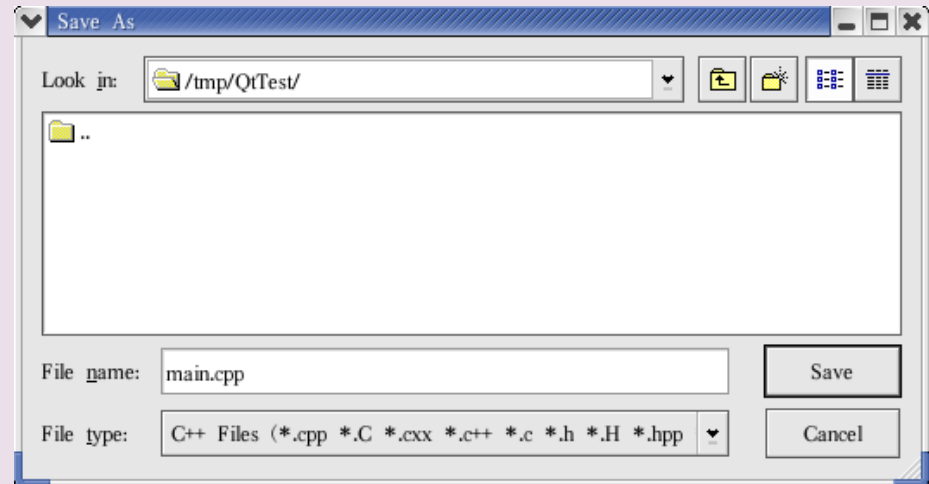 Save As
Look in: /tmp/QtTest/
..
File name: main.cpp
Save
File type: C++ Files (*.cpp *.C *.cxx *.c++ *.c *.h *.H *.hpp
Cancel